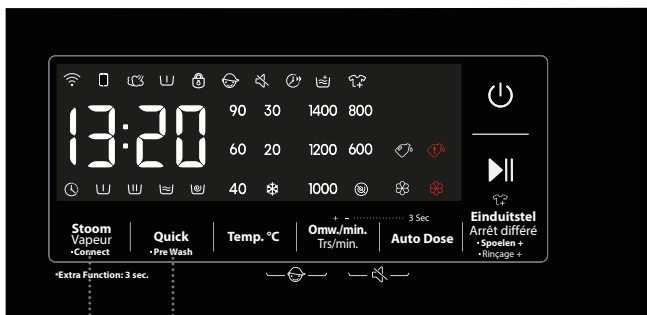 13:20
90 30 1400 800
60 20 1200 600
40 1000
+ - 3 Sec
Stoom
Vapeur
•Connect
Quick
•Pre Wash
Temp. °C
Omw./min.
Trs/min.
Auto Dose
Einduitstel
Arrêt différé
•Spoelen +
•Rinçage +
*Extra Function: 3 sec.